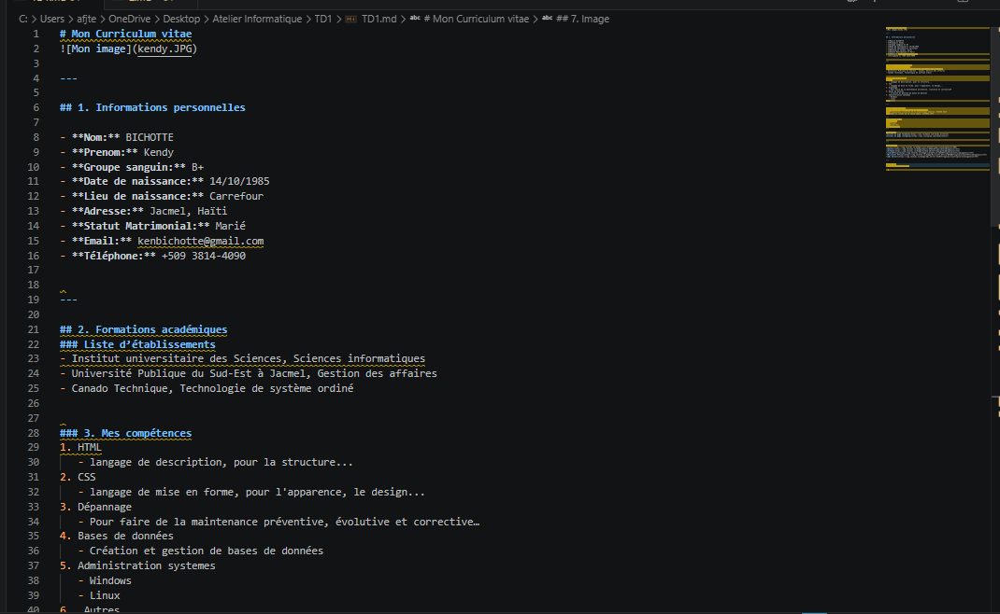 C: > Users > afjte > OneDrive > Desktop > Atelier Informatique > TD1 > TD1.md > abc # Mon Curriculum vitae > abc ## 7. Image
1 # Mon Curriculum vitae
2 ![Mon image](kendy.JPG)
3
4 ---
5
6 ## 1. Informations personnelles
7
8 - **Nom:** BICHOTTE
9 - **Prenom:** Kendy
10 - **Groupe sanguin:** B+
11 - **Date de naissance:** 14/10/1985
12 - **Lieu de naissance:** Carrefour
13 - **Adresse:** Jacmel, Haïti
14 - **Statut Matrimonial:** Marié
15 - **Email:** kenbichotte@gmail.com
16 - **Téléphone:** +509 3814-4090
17
18
19 ---
20
21 ## 2. Formations académiques
22 ### Liste d’établissements
23 - Institut universitaire des Sciences, Sciences informatiques
24 - Université Publique du Sud-Est à Jacmel, Gestion des affaires
25 - Canado Technique, Technologie de système ordiné
26
27
28 ### 3. Mes compétences
29 1. HTML
30 - langage de description, pour la structure...
31 2. CSS
32 - langage de mise en forme, pour l'apparence, le design...
33 3. Dépannage
34 - Pour faire de la maintenance préventive, évolutive et corrective…
35 4. Bases de données
36 - Création et gestion de bases de données
37 5. Administration systemes
38 - Windows
39 - Linux
40 6. Autres